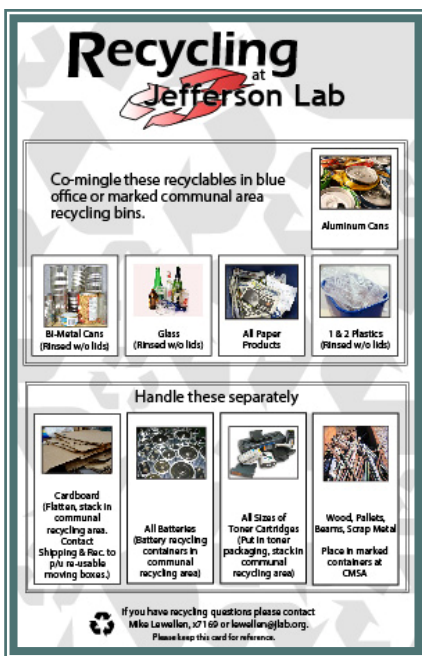 Recycling
at
Jefferson Lab
Co-mingle these recyclables in blue
office or marked communal area
recycling bins.
Aluminum Cans
Bi-Metal Cans
(Rinsed w/o lids)
Glass
(Rinsed w/o lids)
All Paper
Products
1 & 2 Plastics
(Rinsed w/o lids)
Handle these separately
Cardboard
(Flatten, stack in
communal
recycling area.
Contact
Shipping & Rec. to
p/u re-usable
moving boxes.)
All Batteries
(Battery recycling
containers in
communal
recycling area)
All Sizes of
Toner Cartridges
(Put in toner
packaging, stack in
communal
recycling area)
Wood, Pallets,
Beams, Scrap Metal
Place in marked
containers at
CMSA
If you have recycling questions please contact
Mike Lewellen, x7169 or lewellen@jlab.org.
Please keep this card for reference.